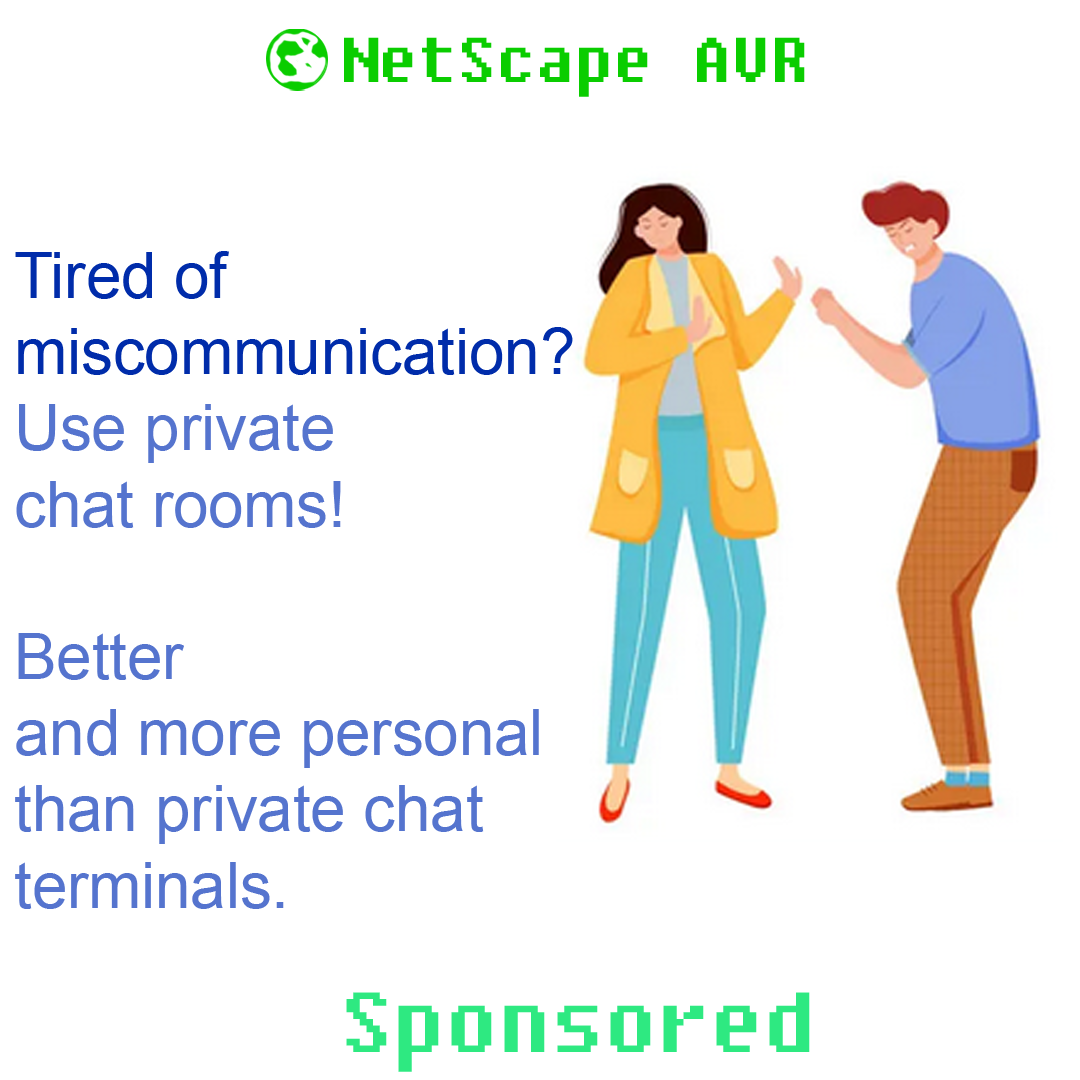 NetScape AVR
Tired of
miscommunication?
Use private
chat rooms!
Better
and more personal
than private chat
terminals.
Sponsored